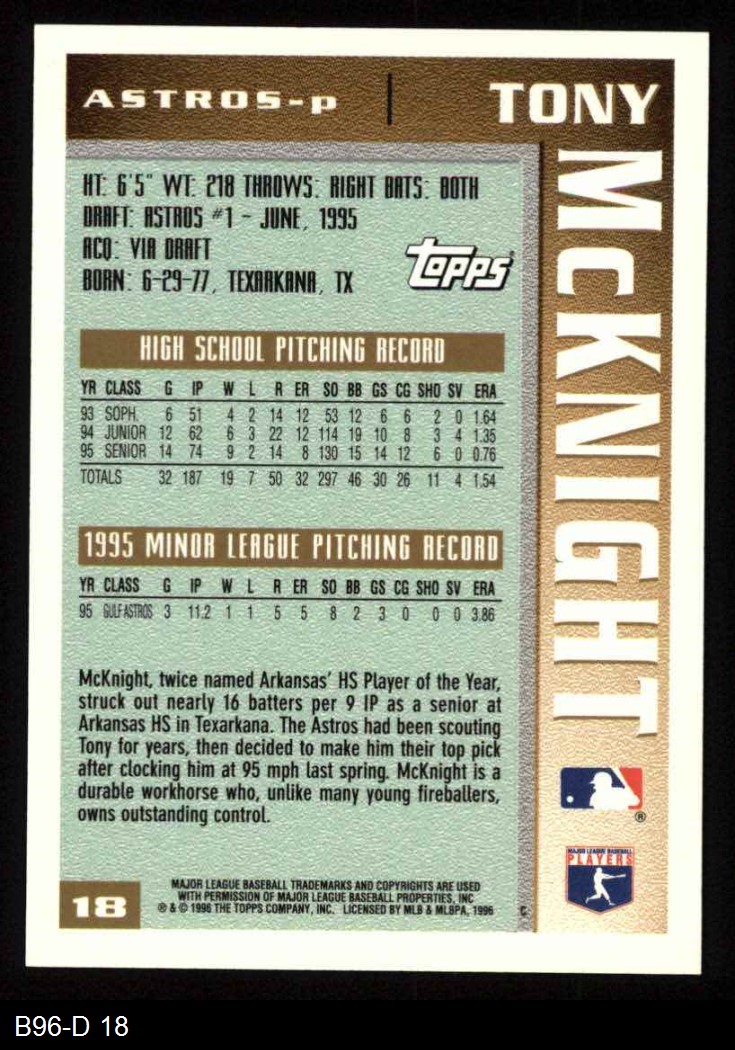 ASTROS-p
TONY
McKNIGHT
HT: 6'5" WT: 218 THROWS: RIGHT BATS: BOTH
DRAFT: ASTROS #1 - JUNE, 1995
ACQ: VIA DRAFT
BORN: 6-29-77, TEXARKANA, TX
Topps
HIGH SCHOOL PITCHING RECORD
YR CLASS G IP W L R ER SO BB GS CG SHO SV ERA
93 SOPH. 6 51 4 2 14 12 53 12 6 6 2 0 1.64
94 JUNIOR 12 62 6 3 22 12 114 19 10 8 3 4 1.35
95 SENIOR 14 74 9 2 14 8 130 15 14 12 6 0 0.76
TOTALS 32 187 19 7 50 32 297 46 30 26 11 4 1.54
1995 MINOR LEAGUE PITCHING RECORD
YR CLASS G IP W L R ER SO BB GS CG SHO SV ERA
95 GULF ASTROS 3 11.2 1 1 5 5 8 2 3 0 0 0 3.86
McKnight, twice named Arkansas' HS Player of the Year,
struck out nearly 16 batters per 9 IP as a senior at
Arkansas HS in Texarkana. The Astros had been scouting
Tony for years, then decided to make him their top pick
after clocking him at 95 mph last spring. McKnight is a
durable workhorse who, unlike many young fireballers,
owns outstanding control.
®
MAJOR LEAGUE BASEBALL
PLAYERS
18
MAJOR LEAGUE BASEBALL TRADEMARKS AND COPYRIGHTS ARE USED
WITH PERMISSION OF MAJOR LEAGUE BASEBALL PROPERTIES, INC
® & © 1996 THE TOPPS COMPANY, INC. LICENSED BY MLB & MLBPA, 1996
C
B96-D 18